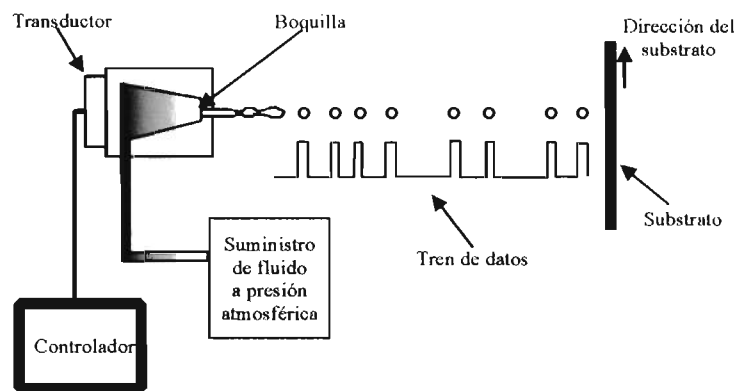 Transductor
Boquilla
Dirección del
substrato
Substrato
Tren de datos
Suministro
de fluido
a presión
atmosférica
Controlador